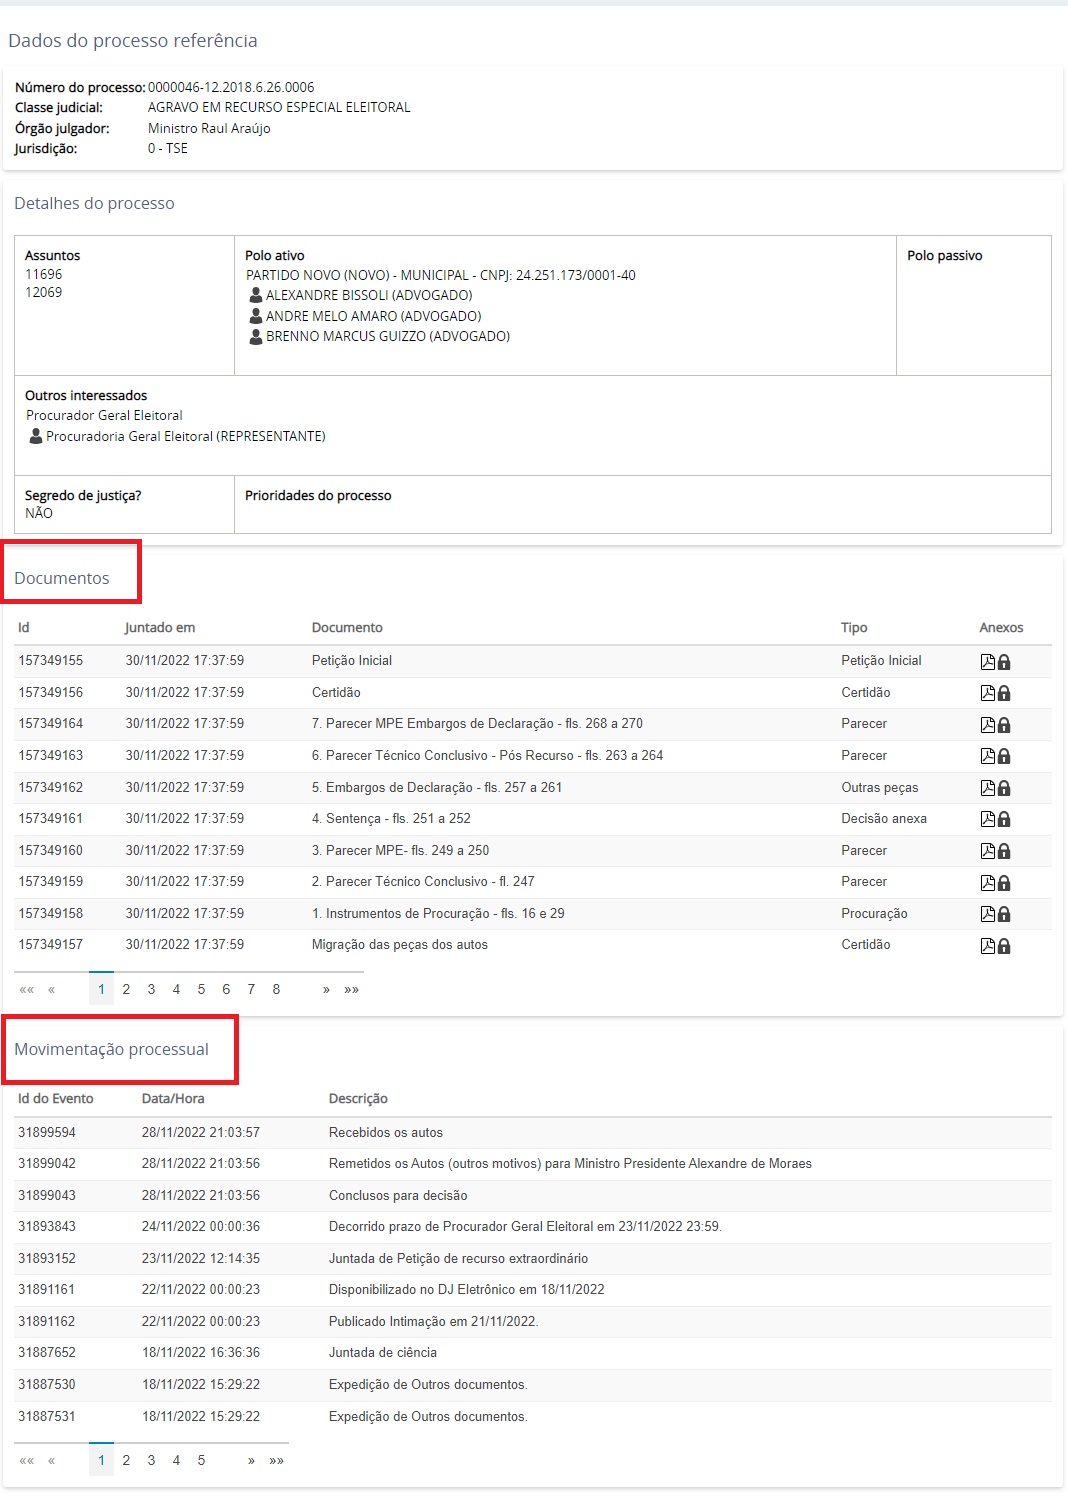 Dados do processo referência
Número do processo: 0000046-12.2018.6.26.0006
Classe judicial: AGRAVO EM RECURSO ESPECIAL ELEITORAL
Órgão julgador: Ministro Raul Araújo
Jurisdição: 0 - TSE
Detalhes do processo
Assuntos
11696
12069
Polo ativo
PARTIDO NOVO (NOVO) - MUNICIPAL - CNPJ: 24.251.173/0001-40
ALEXANDRE BISSOLI (ADVOGADO)
ANDRE MELO AMARO (ADVOGADO)
BRENNO MARCUS GUIZZO (ADVOGADO)
Polo passivo
Outros interessados
Procurador Geral Eleitoral
Procuradoria Geral Eleitoral (REPRESENTANTE)
Segredo de justiça?
NÃO
Prioridades do processo
Documentos
Id Juntado em Documento Tipo Anexos
157349155 30/11/2022 17:37:59 Petição Inicial Petição Inicial
157349156 30/11/2022 17:37:59 Certidão Certidão
157349164 30/11/2022 17:37:59 7. Parecer MPE Embargos de Declaração - fls. 268 a 270 Parecer
157349163 30/11/2022 17:37:59 6. Parecer Técnico Conclusivo - Pós Recurso - fls. 263 a 264 Parecer
157349162 30/11/2022 17:37:59 5. Embargos de Declaração - fls. 257 a 261 Outras peças
157349161 30/11/2022 17:37:59 4. Sentença - fls. 251 a 252 Decisão anexa
157349160 30/11/2022 17:37:59 3. Parecer MPE- fls. 249 a 250 Parecer
157349159 30/11/2022 17:37:59 2. Parecer Técnico Conclusivo - fl. 247 Parecer
157349158 30/11/2022 17:37:59 1. Instrumentos de Procuração - fls. 16 e 29 Procuração
157349157 30/11/2022 17:37:59 Migração das peças dos autos Certidão
«« « 1 2 3 4 5 6 7 8 » »»
Movimentação processual
Id do Evento Data/Hora Descrição
31899594 28/11/2022 21:03:57 Recebidos os autos
31899042 28/11/2022 21:03:56 Remetidos os Autos (outros motivos) para Ministro Presidente Alexandre de Moraes
31899043 28/11/2022 21:03:56 Conclusos para decisão
31893843 24/11/2022 00:00:36 Decorrido prazo de Procurador Geral Eleitoral em 23/11/2022 23:59.
31893152 23/11/2022 12:14:35 Juntada de Petição de recurso extraordinário
31891161 22/11/2022 00:00:23 Disponibilizado no DJ Eletrônico em 18/11/2022
31891162 22/11/2022 00:00:23 Publicado Intimação em 21/11/2022.
31887652 18/11/2022 16:36:36 Juntada de ciência
31887530 18/11/2022 15:29:22 Expedição de Outros documentos.
31887531 18/11/2022 15:29:22 Expedição de Outros documentos.
«« « 1 2 3 4 5 » »»